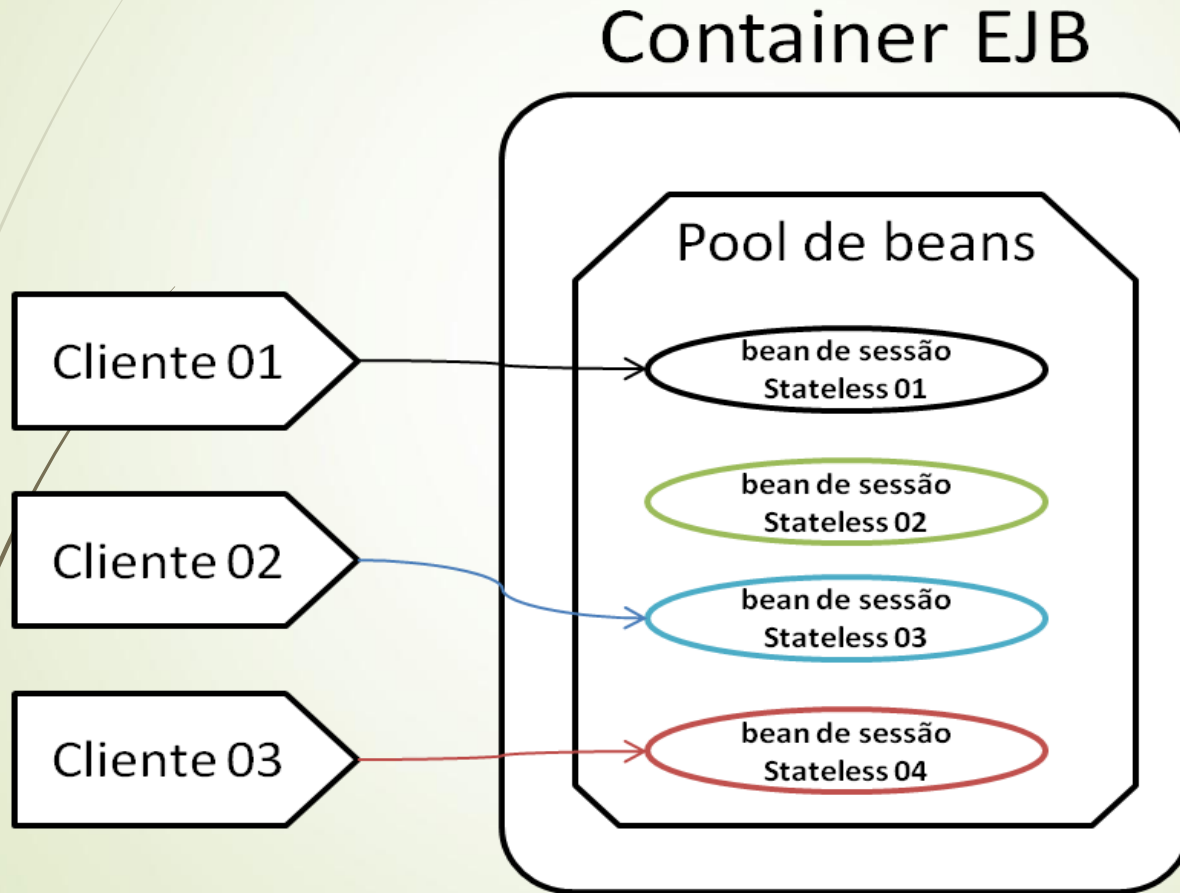 Container EJB
Pool de beans
Cliente 01
bean de sessão
Stateless 01
bean de sessão
Stateless 02
Cliente 02
bean de sessão
Stateless 03
Cliente 03
bean de sessão
Stateless 04